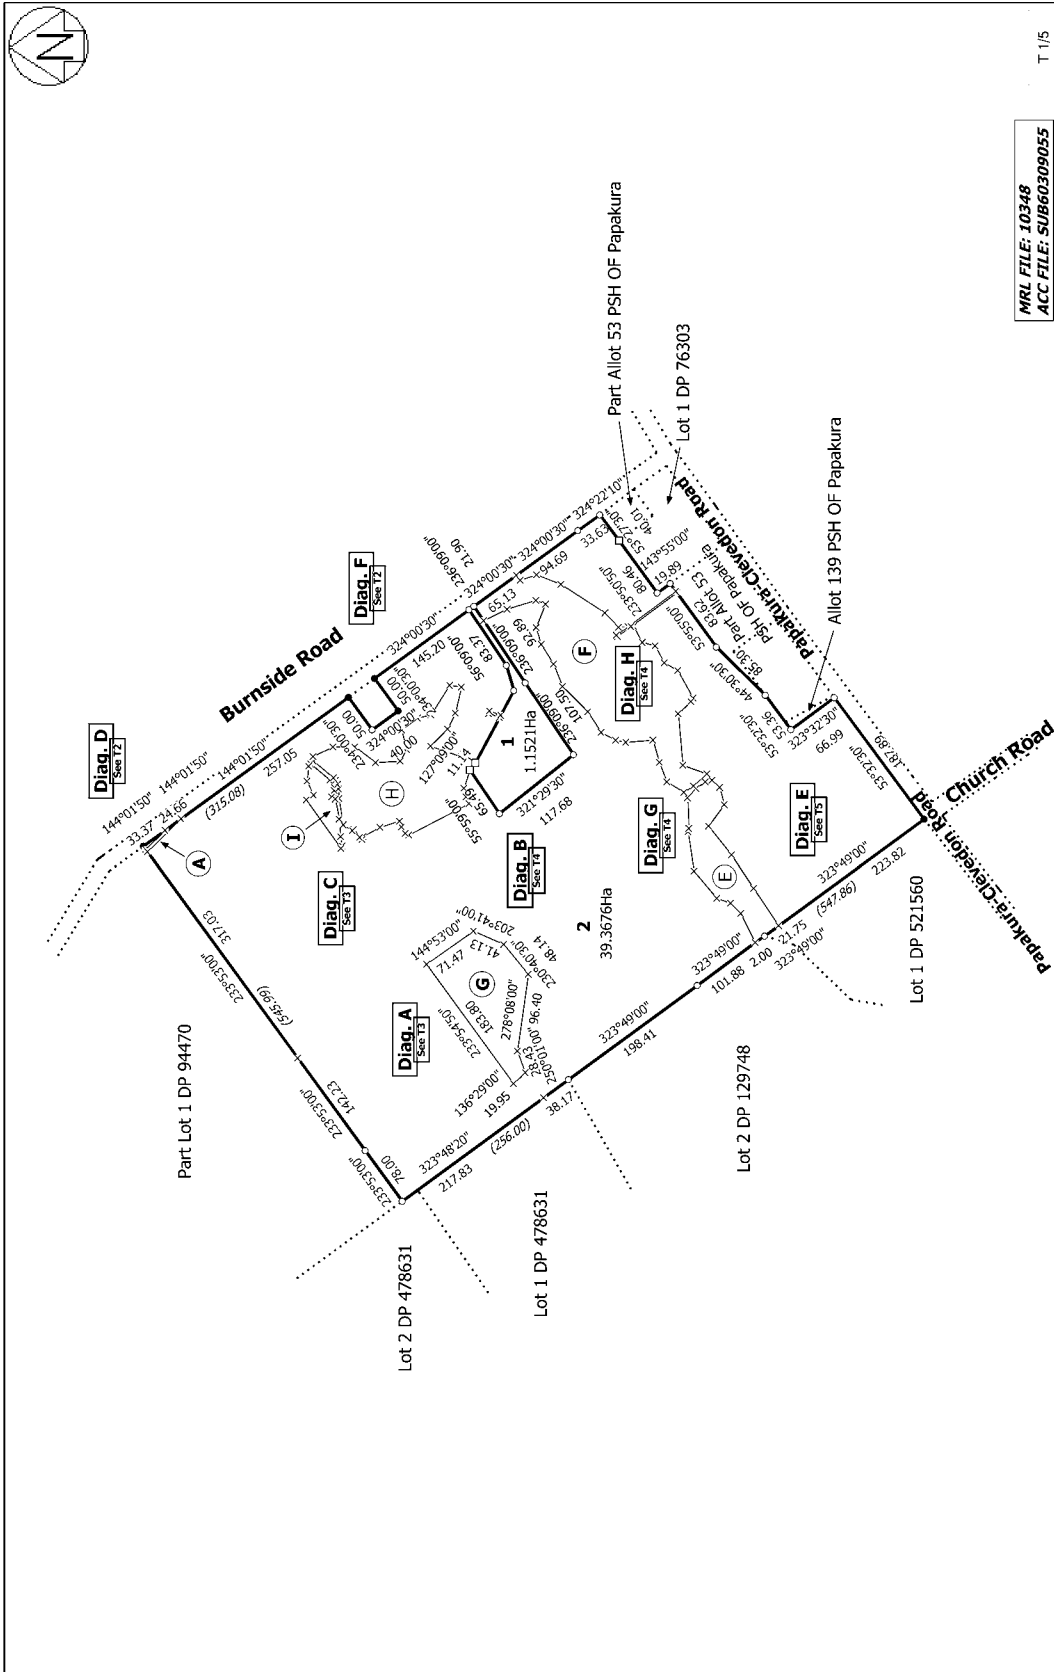 N
T 1/5
MRL FILE: 10348
ACC FILE: SUB60309055
Diag. D
See T2
144°01'50"
144°01'50"
144°01'50"
33.37
24.66
257.05
(315.08)
A
Burnside Road
Diag. F
See T2
324°00'30"
145.20
50.00
234°00'30"
324°00'30"
40.00
50.00
234°00'30"
236°09'00"
21.90
324°00'30"
65.13
324°00'30"
94.69
324°22'10"
33.63
53°27'30"
40.01
Part Allot 53 PSH OF Papakura
Lot 1 DP 76303
80.46
233°50'50"
143°55'00"
19.89
53°55'00"
83.62
Part Allot 53
PSH OF Papakura
Papakura-Clevedon Road
44°30'30"
85.30
53°32'30"
53.36
323°32'30"
66.99
Allot 139 PSH OF Papakura
53°32'30"
187.89
Church Road
Papakura-Clevedon Road
323°49'00"
223.82
(547.86)
Lot 1 DP 521560
21.75
323°49'00"
2.00
323°49'00"
101.88
323°49'00"
198.41
Lot 2 DP 129748
38.17
(256.00)
323°48'20"
217.83
Lot 1 DP 478631
Lot 2 DP 478631
78.00
233°53'00"
142.23
233°53'00"
(545.99)
233°53'00"
317.03
Part Lot 1 DP 94470
Diag. C
See T3
I
H
127°09'00"
11.14
65.49
55°59'00"
56°09'00"
83.37
236°09'00"
92.89
236°09'00"
107.50
1
1.1521Ha
321°29'30"
117.68
F
Diag. H
See T4
Diag. B
See T4
Diag. G
See T4
Diag. E
See T5
E
2
39.3676Ha
Diag. A
See T3
144°53'00"
71.47
203°41'00"
41.13
230°40'30"
48.14
G
278°08'00"
96.40
250°01'00"
28.43
136°29'00"
19.95
233°54'50"
183.80